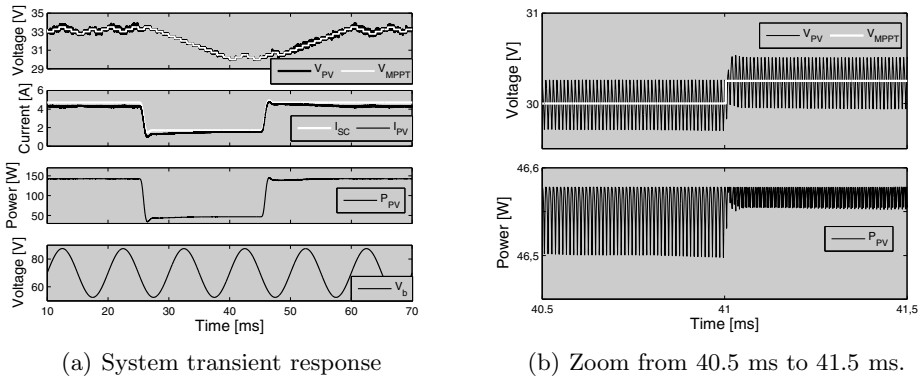 Voltage [V]
35
33
31
29
V_PV V_MPPT
Current [A]
6
4
2
0
I_SC I_PV
Power [W]
150
100
50
P_PV
Voltage [V]
80
60
V_b
10 20 30 40 50 60 70
Time [ms]
(a) System transient response
Voltage [V]
31
30
V_PV V_MPPT
Power [W]
46,6
46,5
P_PV
40.5 41 41,5
Time [ms]
(b) Zoom from 40.5 ms to 41.5 ms.